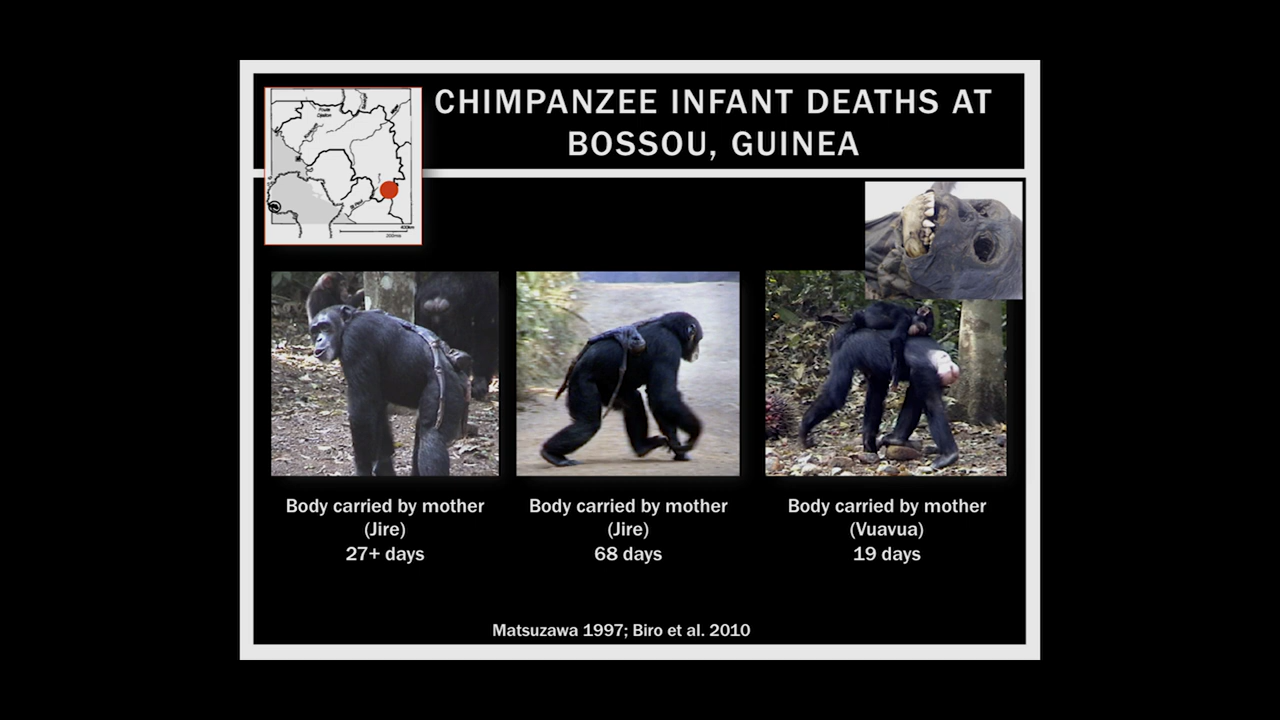 CHIMPANZEE INFANT DEATHS AT
BOSSOU, GUINEA
Body carried by mother
(Jire)
27+ days
Body carried by mother
(Jire)
68 days
Body carried by mother
(Vuavua)
19 days
Matsuzawa 1997; Biro et al. 2010